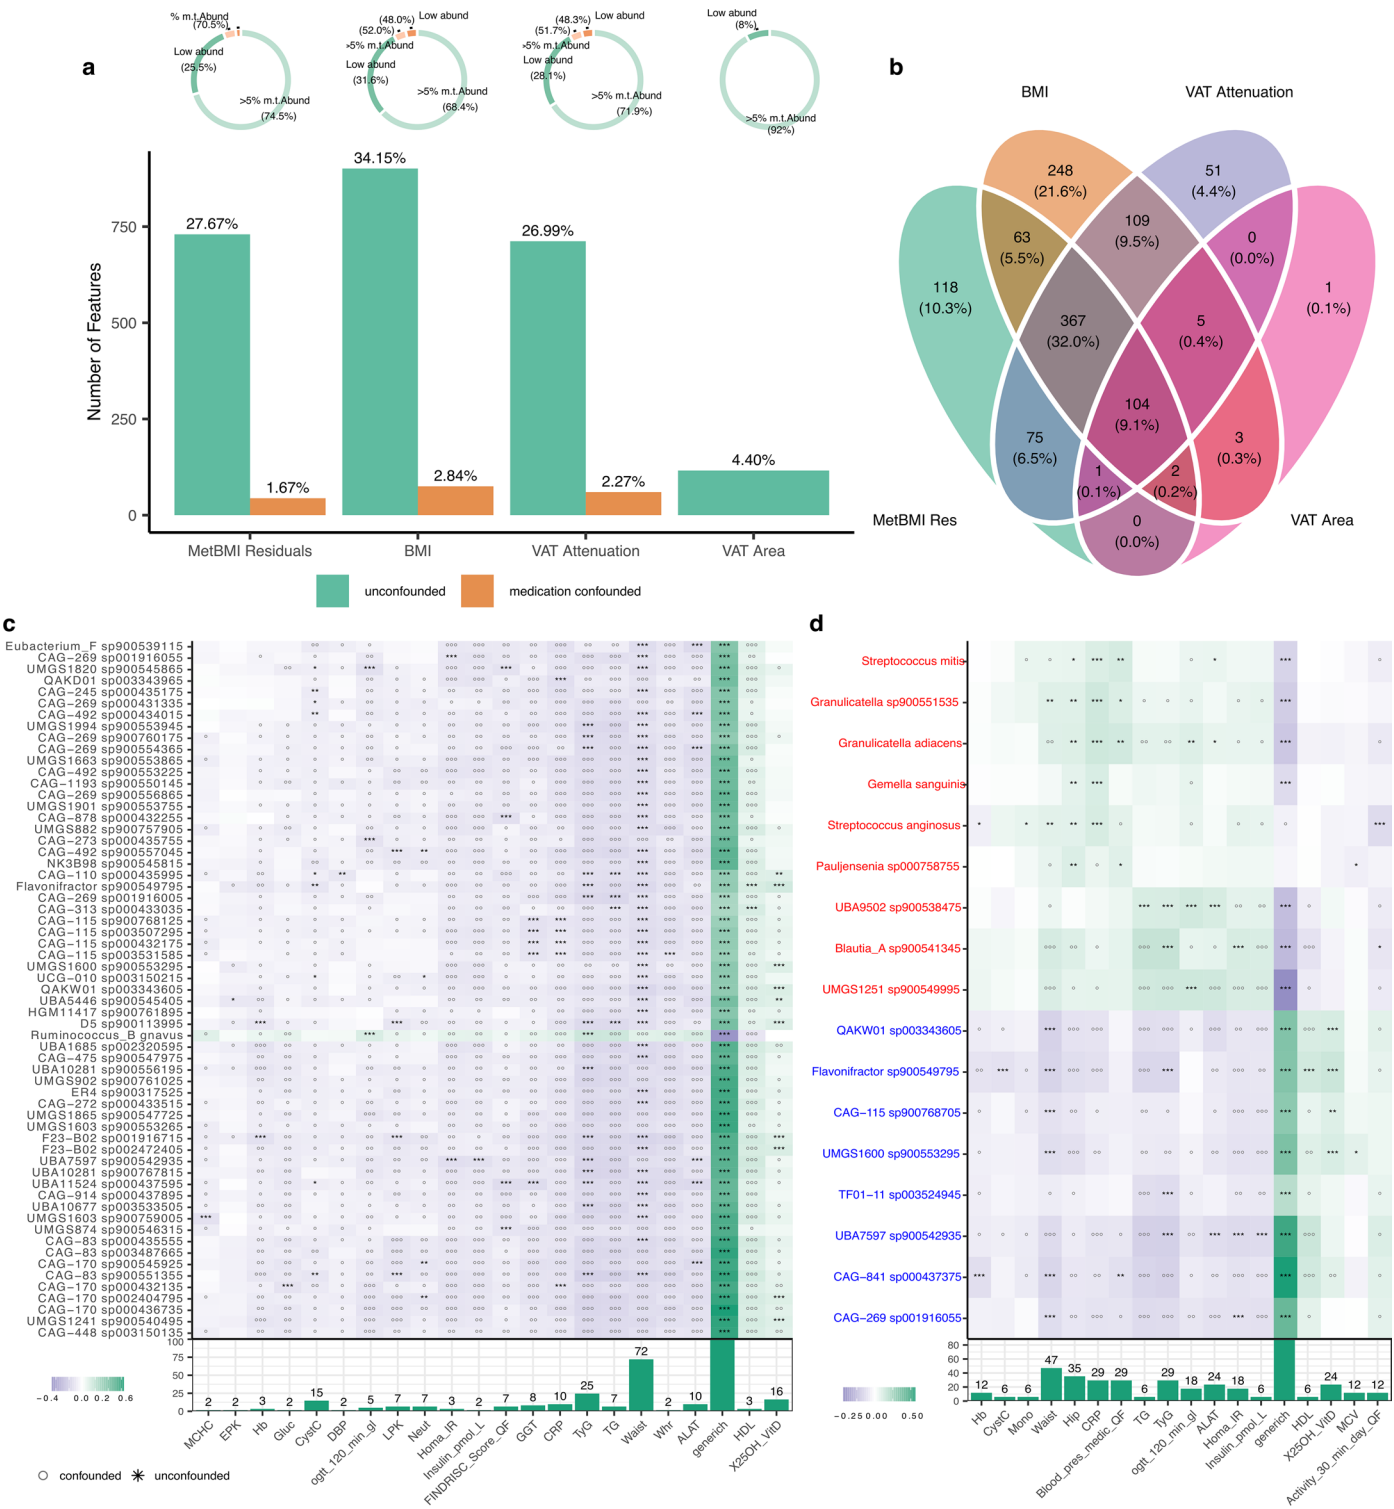 a
% m.t.Abund
(70.5%)
Low abund
(25.5%)
>5% m.t.Abund
(74.5%)
(48.0%)
Low abund
(52.0%)
>5% m.t.Abund
Low abund
(31.6%)
>5% m.t.Abund
(68.4%)
(48.3%)
Low abund
(51.7%)
>5% m.t.Abund
Low abund
(28.1%)
>5% m.t.Abund
(71.9%)
Low abund
(8%)
>5% m.t.Abund
(92%)
Number of Features
750
500
250
0
27.67%
1.67%
34.15%
2.84%
26.99%
2.27%
4.40%
MetBMI Residuals
BMI
VAT Attenuation
VAT Area
unconfounded
medication confounded
b
BMI
VAT Attenuation
248
(21.6%)
51
(4.4%)
109
(9.5%)
63
(5.5%)
0
(0.0%)
118
(10.3%)
1
(0.1%)
367
(32.0%)
5
(0.4%)
104
(9.1%)
75
(6.5%)
3
(0.3%)
1
(0.1%)
2
(0.2%)
0
(0.0%)
MetBMI Res
VAT Area
c
Eubacterium_F sp900539115
CAG-269 sp001916055
UMGS1820 sp900545865
QAKD01 sp003343965
CAG-245 sp000435175
CAG-269 sp000431335
CAG-492 sp000434015
UMGS1994 sp900553945
CAG-269 sp900760175
CAG-269 sp900554365
UMGS1663 sp900553865
CAG-492 sp900553225
CAG-1193 sp900550145
CAG-269 sp900556865
UMGS1901 sp900553755
CAG-878 sp000432255
UMGS882 sp900757905
CAG-273 sp000435755
CAG-492 sp900557045
NK3B98 sp900545815
CAG-110 sp000435995
Flavonifractor sp900549795
CAG-269 sp001916005
CAG-313 sp000433035
CAG-115 sp900768125
CAG-115 sp003507295
CAG-115 sp000432175
CAG-115 sp003531585
UMGS1600 sp900553295
UCG-010 sp003150215
QAKW01 sp003343605
UBA5446 sp900545405
HGM11417 sp900761895
D5 sp900113995
Ruminococcus_B gnavus
UBA1685 sp002320595
CAG-475 sp900547975
UBA10281 sp900556195
UMGS902 sp900761025
ER4 sp900317525
CAG-272 sp000433515
UMGS1865 sp900547725
UMGS1603 sp900553265
F23-B02 sp001916715
F23-B02 sp002472405
UBA7597 sp900542935
UBA10281 sp900767815
UBA11524 sp000437595
CAG-914 sp000437895
UBA10677 sp003533505
UMGS1603 sp900759005
UMGS874 sp900546315
CAG-83 sp000435555
CAG-83 sp003487665
CAG-170 sp900545925
CAG-83 sp900551355
CAG-170 sp000432135
CAG-170 sp002404795
CAG-170 sp000436735
UMGS1241 sp900540495
CAG-448 sp003150135
100
75
50
25
0
2 2 3 2 15 2 5 7 7 3 2 7 8 10 25 7 72 2 10 3 16
MCHC
EPK
Hb
Gluc
CystC
DBP
ogtt_120_min_gl
LPK
Neut
Homa_IR
Insulin_pmol_L
FINDRISC_Score_QF
GGT
CRP
TyG
TG
Waist
Whr
ALAT
generich
HDL
X25OH_VitD
−0.4 0.0 0.2 0.6
confounded
unconfounded
d
Streptococcus mitis
Granulicatella sp900551535
Granulicatella adiacens
Gemella sanguinis
Streptococcus anginosus
Pauljensenia sp000758755
UBA9502 sp900538475
Blautia_A sp900541345
UMGS1251 sp900549995
QAKW01 sp003343605
Flavonifractor sp900549795
CAG-115 sp900768705
UMGS1600 sp900553295
TF01-11 sp003524945
UBA7597 sp900542935
CAG-841 sp000437375
CAG-269 sp001916055
80
60
40
20
0
12 6 6 47 35 29 29 6 29 18 24 18 6 6 24 12 12
Hb
CystC
Mono
Waist
Hip
CRP
Blood_pres_medic_QF
TG
TyG
ogtt_120_min_gl
ALAT
Homa_IR
Insulin_pmol_L
generich
HDL
X25OH_VitD
MCV
Activity_30_min_day_QF
−0.25 0.00 0.50